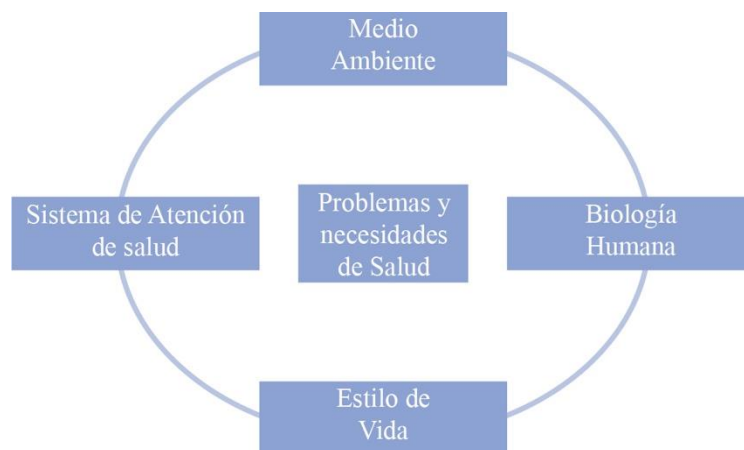 Medio
Ambiente
Sistema de Atención
de salud
Problemas y
necesidades
de Salud
Biología
Humana
Estilo de
Vida